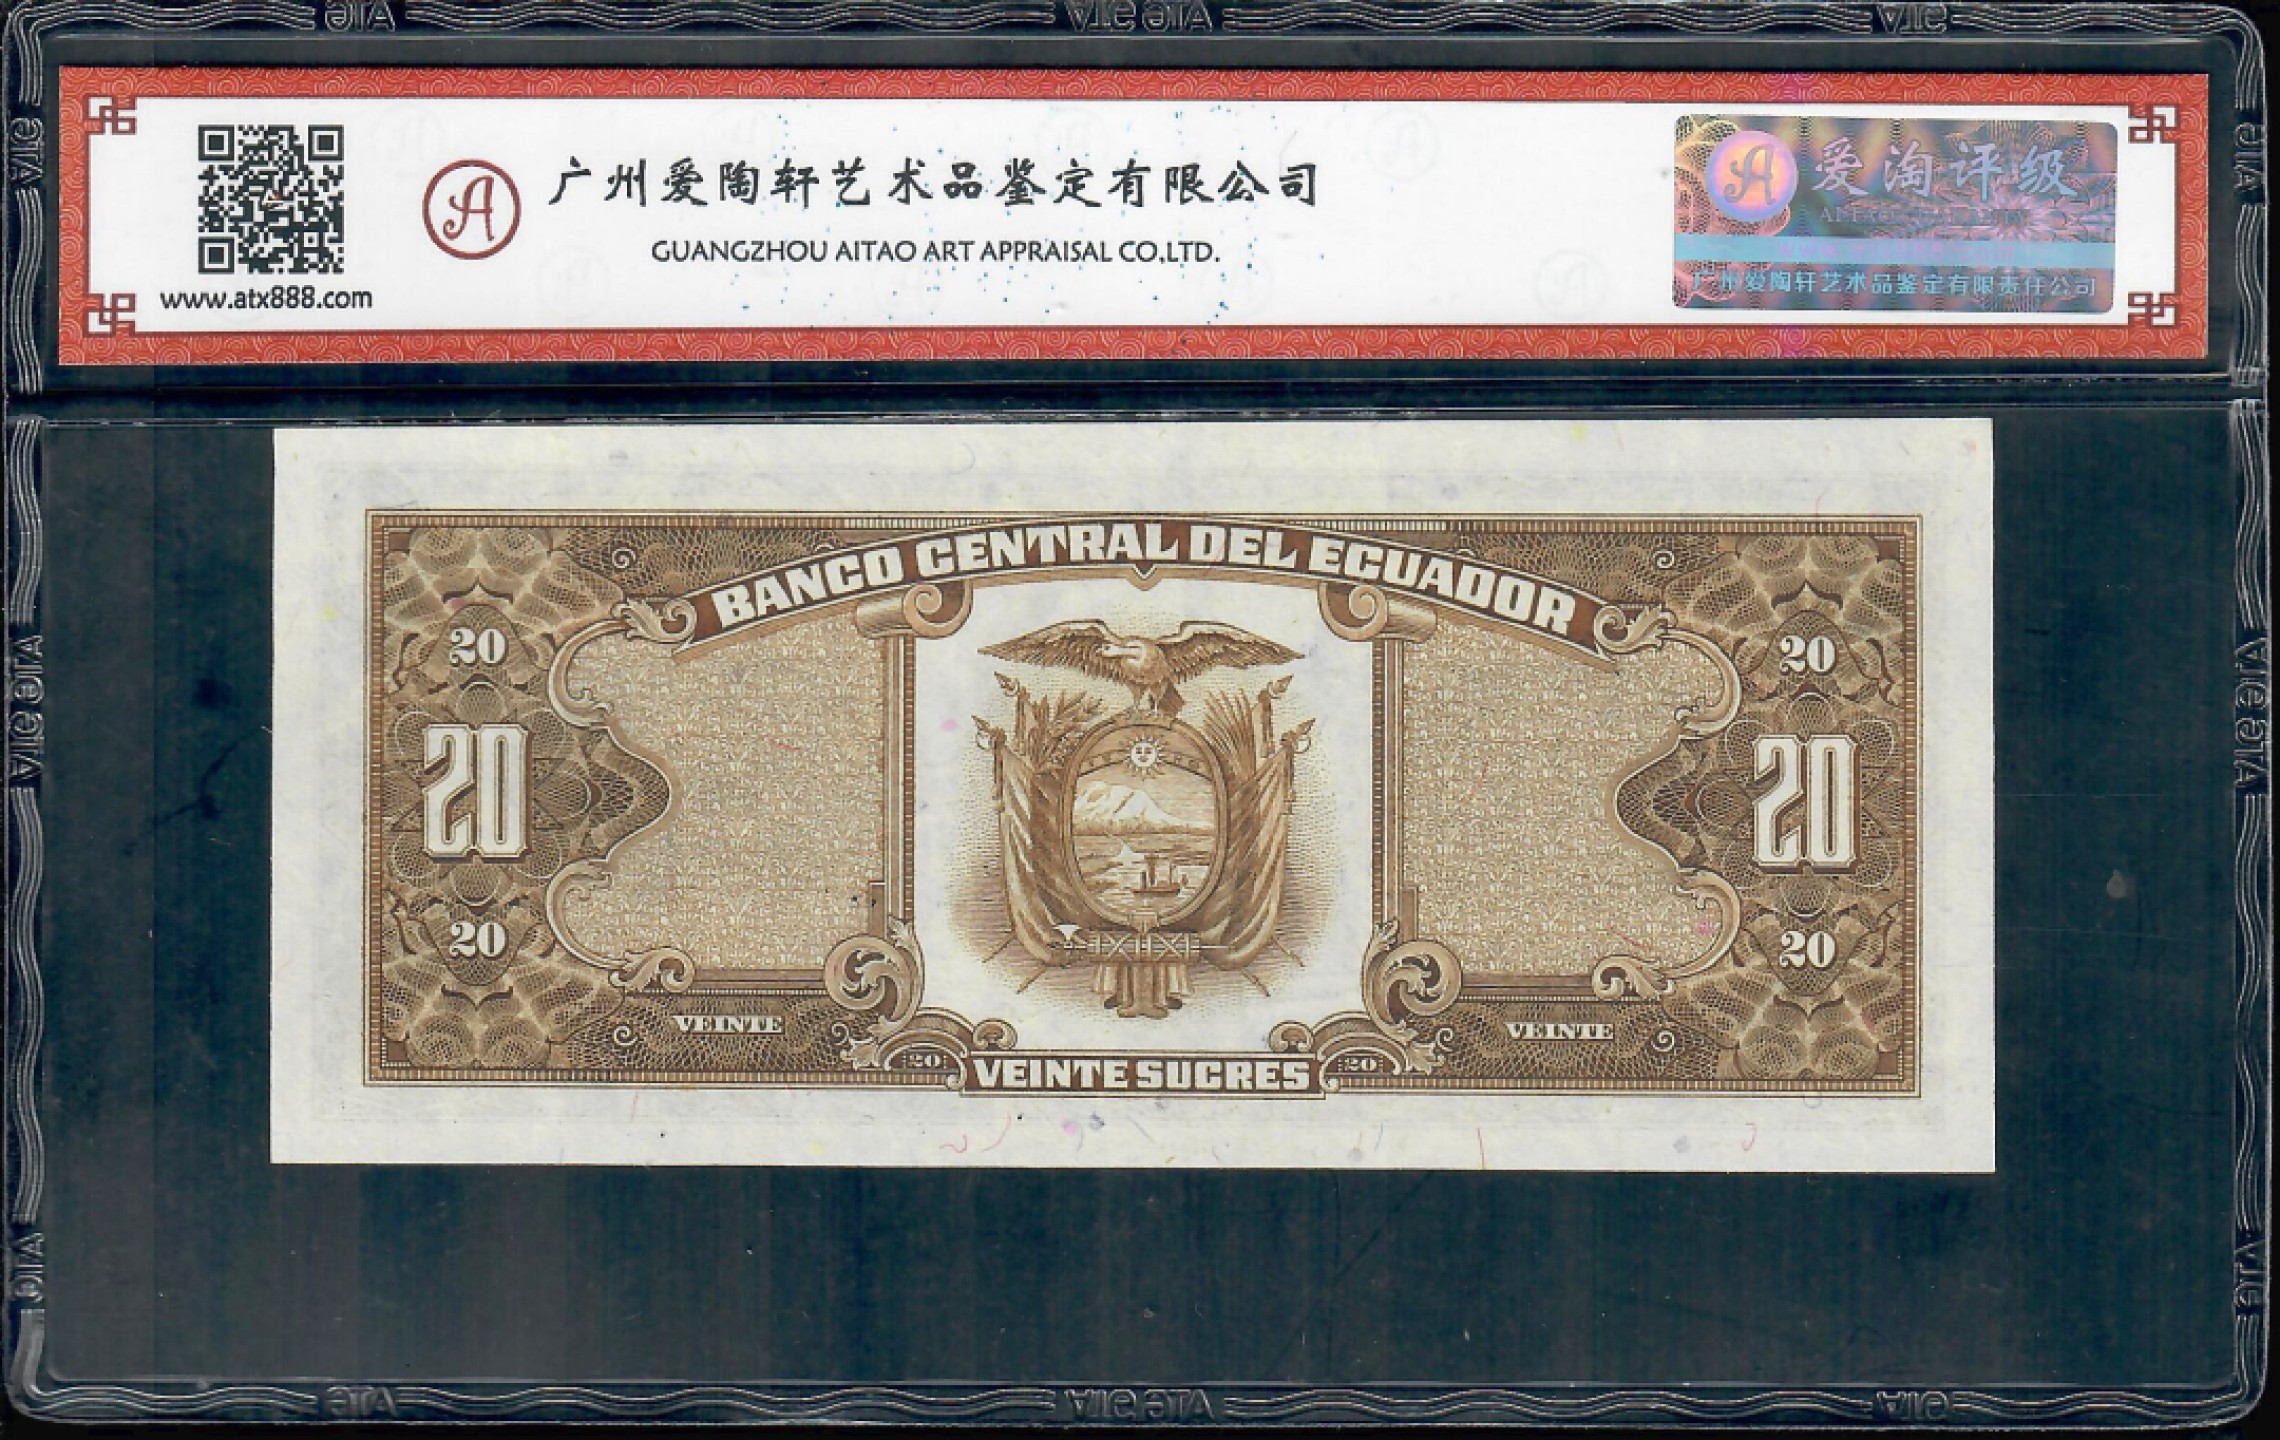 广州爱陶轩艺术品鉴定有限公司
GUANGZHOU AITAO ART APPRAISAL CO.,LTD.
www.atx888.com
爱淘评级
广州爱陶轩艺术品鉴定有限责任公司
BANCO CENTRAL DEL ECUADOR
20 20
20 20
20 20
VEINTE VEINTE
20 VEINTE SUCRES 20